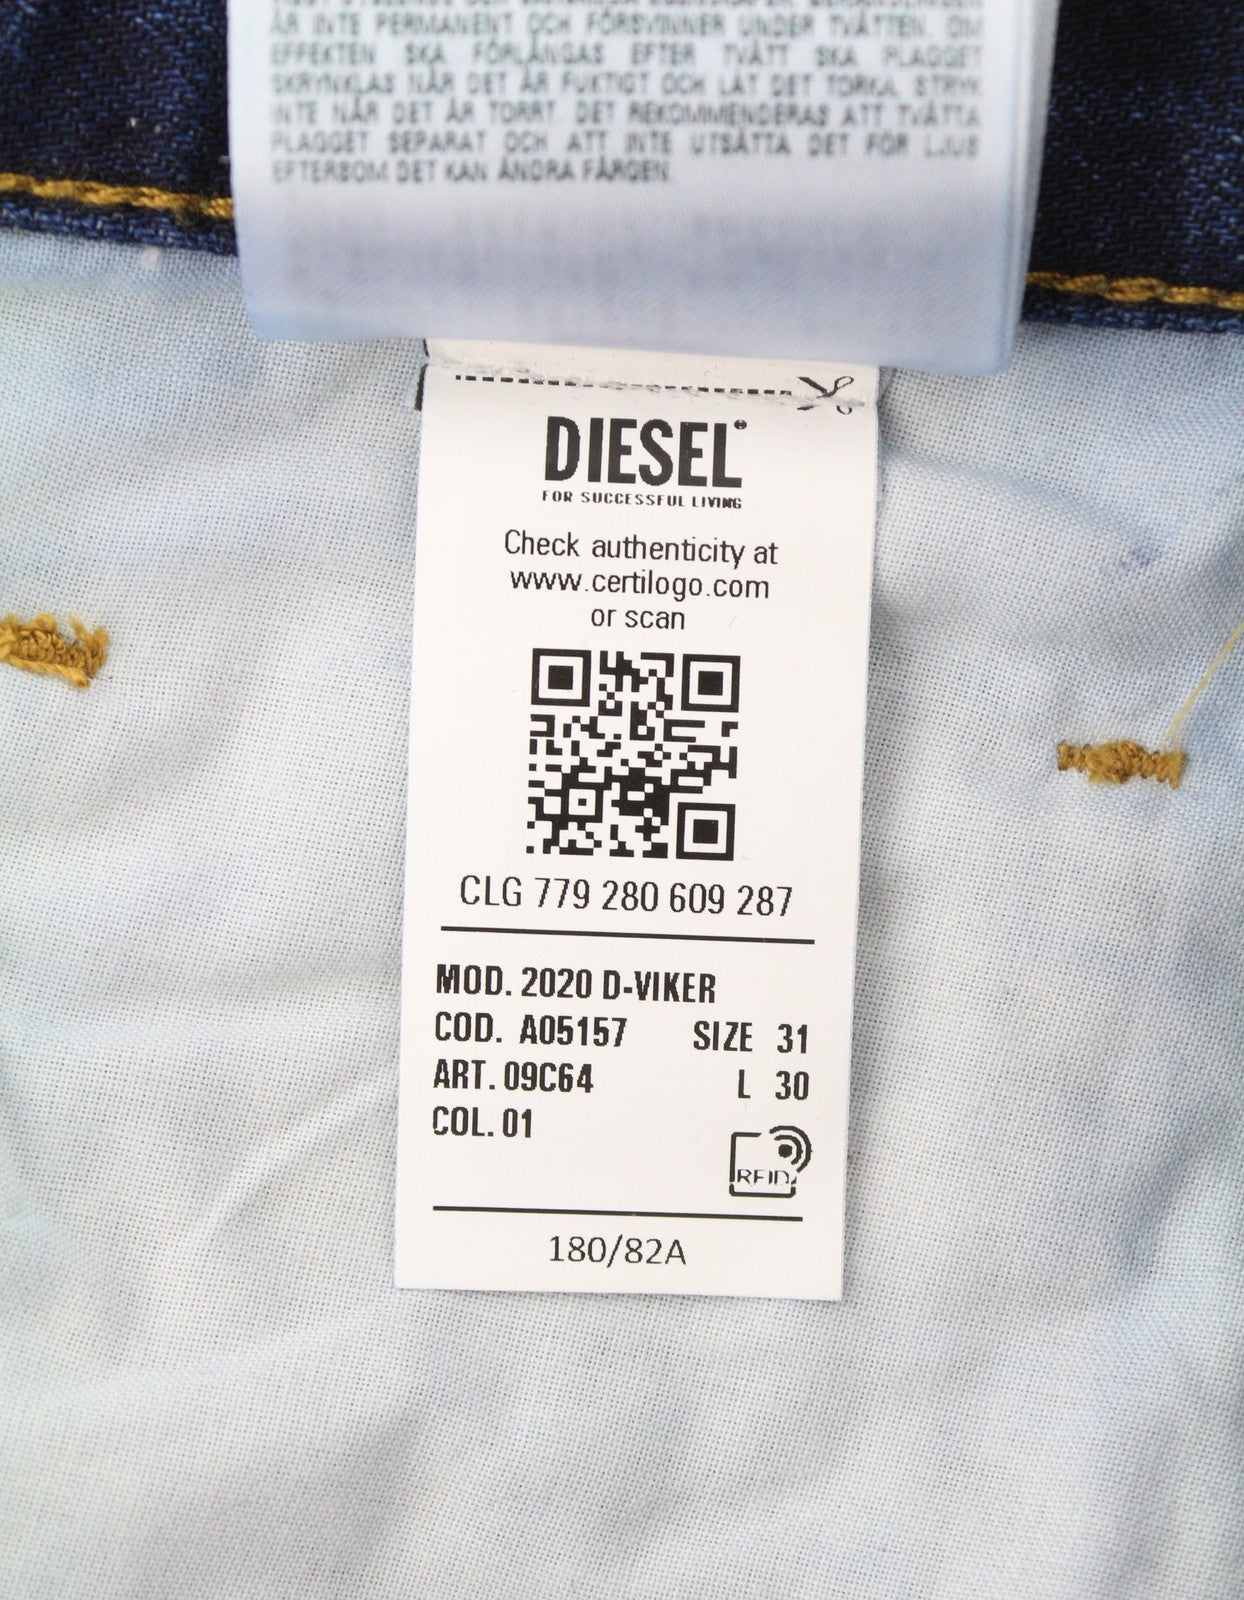 ÄR INTE PERMANENT OCH FÖRSVINNER UNDER TVÄTTEN. OM
EFFEKTEN SKA FÖRLÄNGAS EFTER TVÄTT SKA PLAGGET
SKRYNKLAS NÄR DET ÄR FUKTIGT OCH LÄT DET TORKA. STRYK
INTE NÄR DET ÄR TORRT. DET REKOMMENDERAS ATT TVÄTTA
PLAGGET SEPARAT OCH ATT INTE UTSÄTTA DET FÖR LJUS
EFTERSOM DET KAN ÄNDRA FÄRGEN.
DIESEL®
FOR SUCCESSFUL LIVING
Check authenticity at
www.certilogo.com
or scan
CLG 779 280 609 287
MOD. 2020 D-VIKER
COD. A05157 SIZE 31
ART. 09C64 L 30
COL. 01
RFID
180/82A